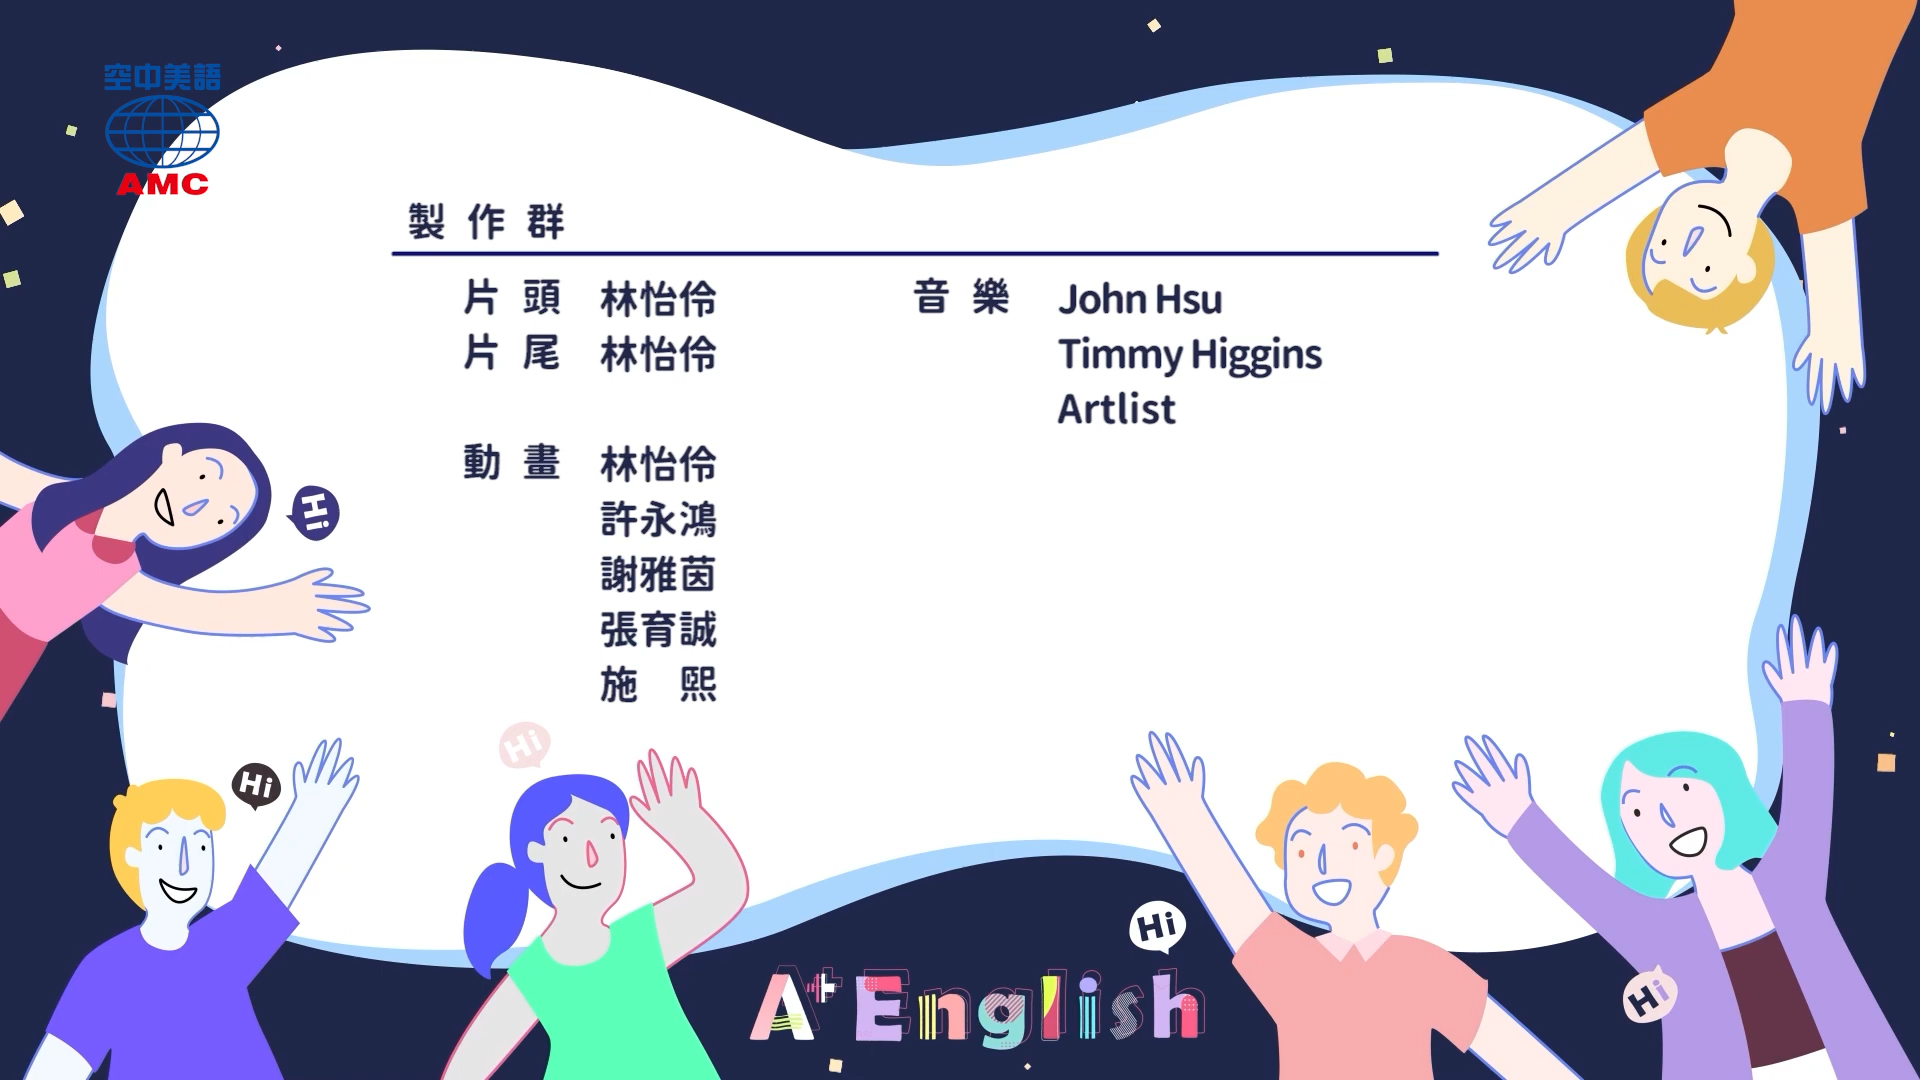 空中美語
AMC
製作群
片頭 林怡伶
片尾 林怡伶
動畫 林怡伶
許永鴻
謝雅茵
張育誠
施 熙
音樂 John Hsu
Timmy Higgins
Artlist
Hi
Hi
Hi
Hi
Hi
A+ English